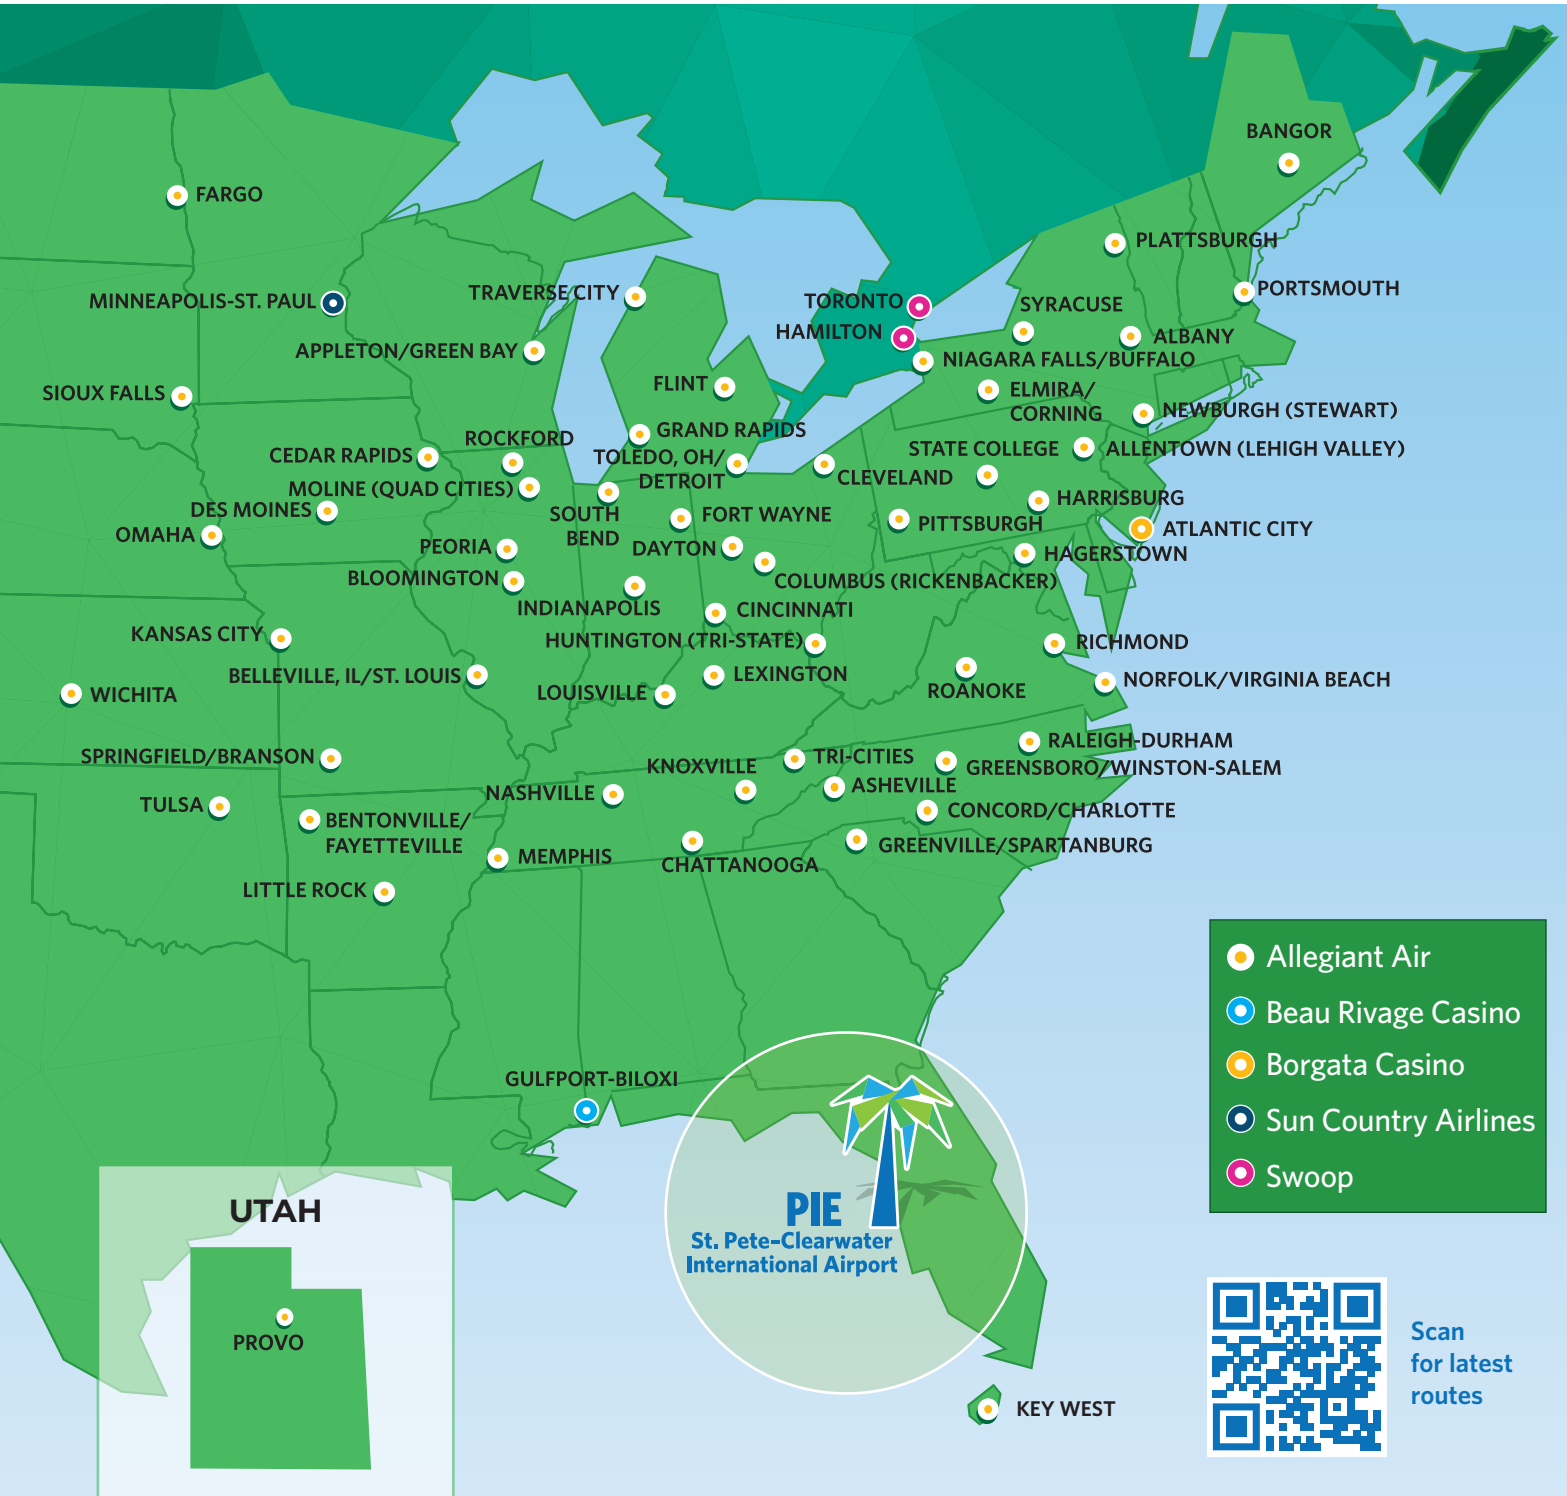 BANGOR
FARGO
PLATTSBURGH
MINNEAPOLIS-ST. PAUL
TRAVERSE CITY
TORONTO
SYRACUSE
PORTSMOUTH
HAMILTON
ALBANY
APPLETON/GREEN BAY
NIAGARA FALLS/BUFFALO
SIOUX FALLS
FLINT
ELMIRA/
CORNING
NEWBURGH (STEWART)
ROCKFORD
GRAND RAPIDS
CEDAR RAPIDS
TOLEDO, OH/
DETROIT
STATE COLLEGE
ALLENTOWN (LEHIGH VALLEY)
CLEVELAND
MOLINE (QUAD CITIES)
HARRISBURG
DES MOINES
SOUTH
BEND
FORT WAYNE
PITTSBURGH
ATLANTIC CITY
OMAHA
PEORIA
DAYTON
HAGERSTOWN
BLOOMINGTON
COLUMBUS (RICKENBACKER)
INDIANAPOLIS
CINCINNATI
KANSAS CITY
HUNTINGTON (TRI-STATE)
RICHMOND
BELLEVILLE, IL/ST. LOUIS
LEXINGTON
WICHITA
LOUISVILLE
ROANOKE
NORFOLK/VIRGINIA BEACH
SPRINGFIELD/BRANSON
KNOXVILLE
TRI-CITIES
RALEIGH-DURHAM
GREENSBORO/WINSTON-SALEM
TULSA
NASHVILLE
ASHEVILLE
BENTONVILLE/
FAYETTEVILLE
CONCORD/CHARLOTTE
MEMPHIS
CHATTANOOGA
GREENVILLE/SPARTANBURG
LITTLE ROCK
Allegiant Air
Beau Rivage Casino
Borgata Casino
Sun Country Airlines
Swoop
GULFPORT-BILOXI
PIE
St. Pete-Clearwater
International Airport
UTAH
PROVO
KEY WEST
Scan
for latest
routes